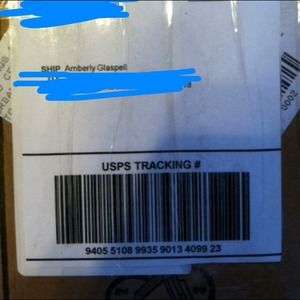 SHIP Amberly Glaspell
USPS TRACKING #
9405 5108 9935 9013 4099 23